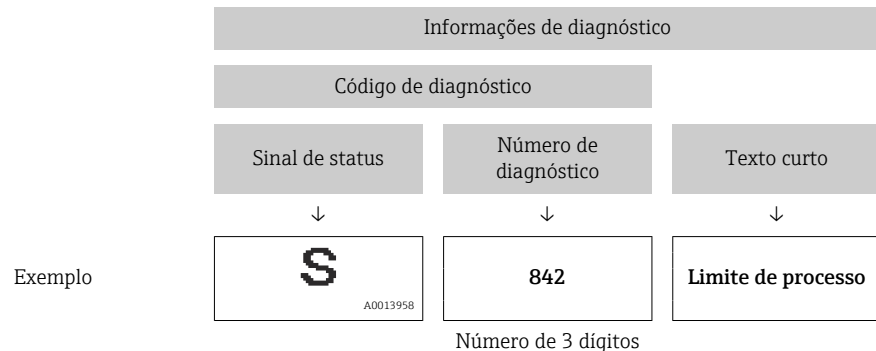 Informações de diagnóstico
Código de diagnóstico
Sinal de status
Número de
diagnóstico
Texto curto
↓ ↓ ↓
Exemplo
S
A0013958
842
Limite de processo
Número de 3 dígitos